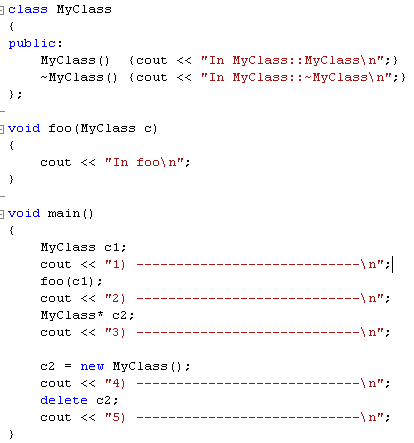 class MyClass
{
public:
    MyClass()  {cout << "In MyClass::MyClass\n";}
    ~MyClass() {cout << "In MyClass::~MyClass\n";}
};
void foo(MyClass c)
{
    cout << "In foo\n";
}
void main()
{
    MyClass c1;
    cout << "1) ----------------------------\n";
    foo(c1);
    cout << "2) ----------------------------\n";
    MyClass* c2;
    cout << "3) ----------------------------\n";
    c2 = new MyClass();
    cout << "4) ----------------------------\n";
    delete c2;
    cout << "5) ----------------------------\n";
}